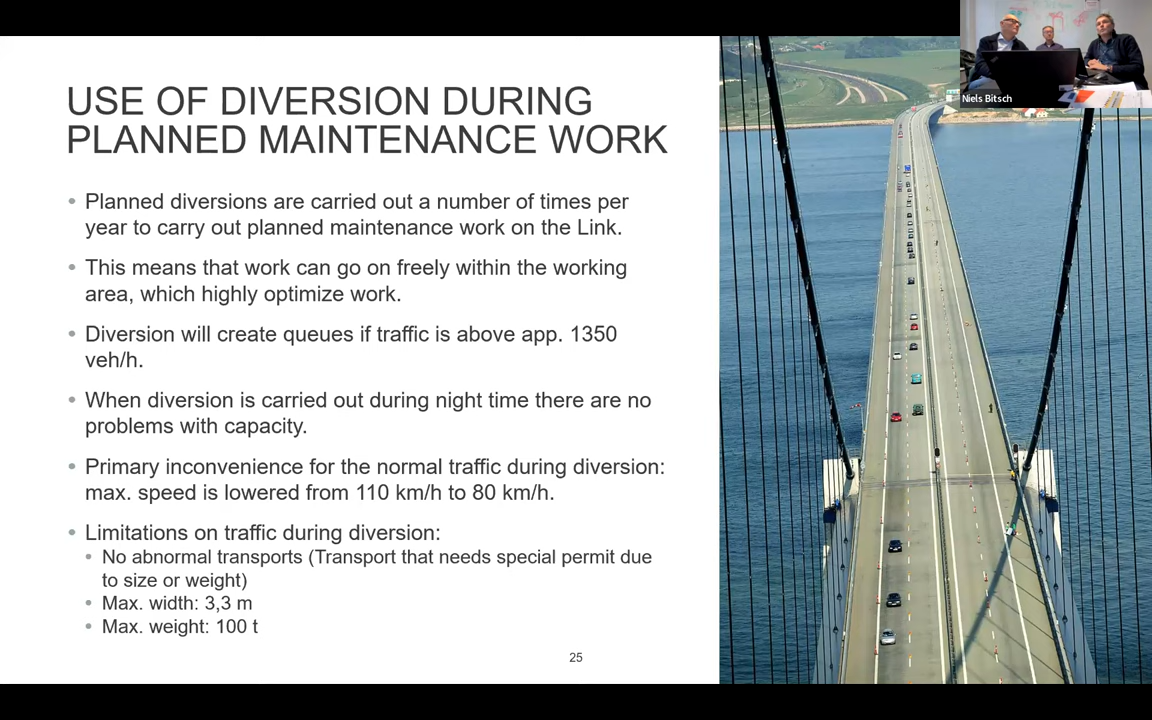 Niels Bitsch
USE OF DIVERSION DURING
PLANNED MAINTENANCE WORK
• Planned diversions are carried out a number of times per
year to carry out planned maintenance work on the Link.
• This means that work can go on freely within the working
area, which highly optimize work.
• Diversion will create queues if traffic is above app. 1350
veh/h.
• When diversion is carried out during night time there are no
problems with capacity.
• Primary inconvenience for the normal traffic during diversion:
max. speed is lowered from 110 km/h to 80 km/h.
• Limitations on traffic during diversion:
• No abnormal transports (Transport that needs special permit due
to size or weight)
• Max. width: 3,3 m
• Max. weight: 100 t
25